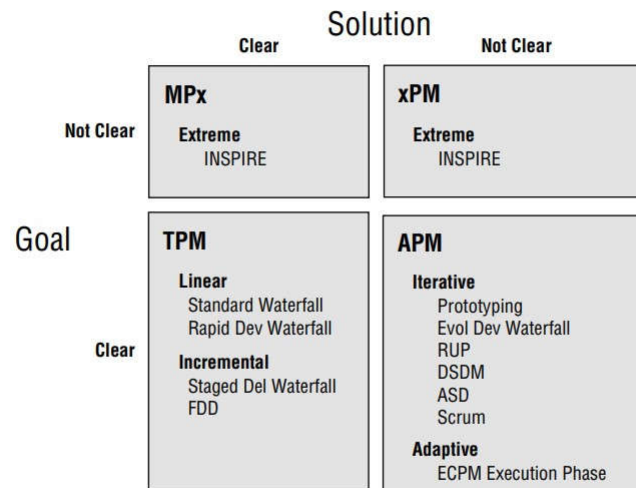 Solution
Clear
Not Clear
Goal
Not Clear
MPx
Extreme
INSPIRE
xPM
Extreme
INSPIRE
Clear
TPM
Linear
Standard Waterfall
Rapid Dev Waterfall
Incremental
Staged Del Waterfall
FDD
APM
Iterative
Prototyping
Evol Dev Waterfall
RUP
DSDM
ASD
Scrum
Adaptive
ECPM Execution Phase